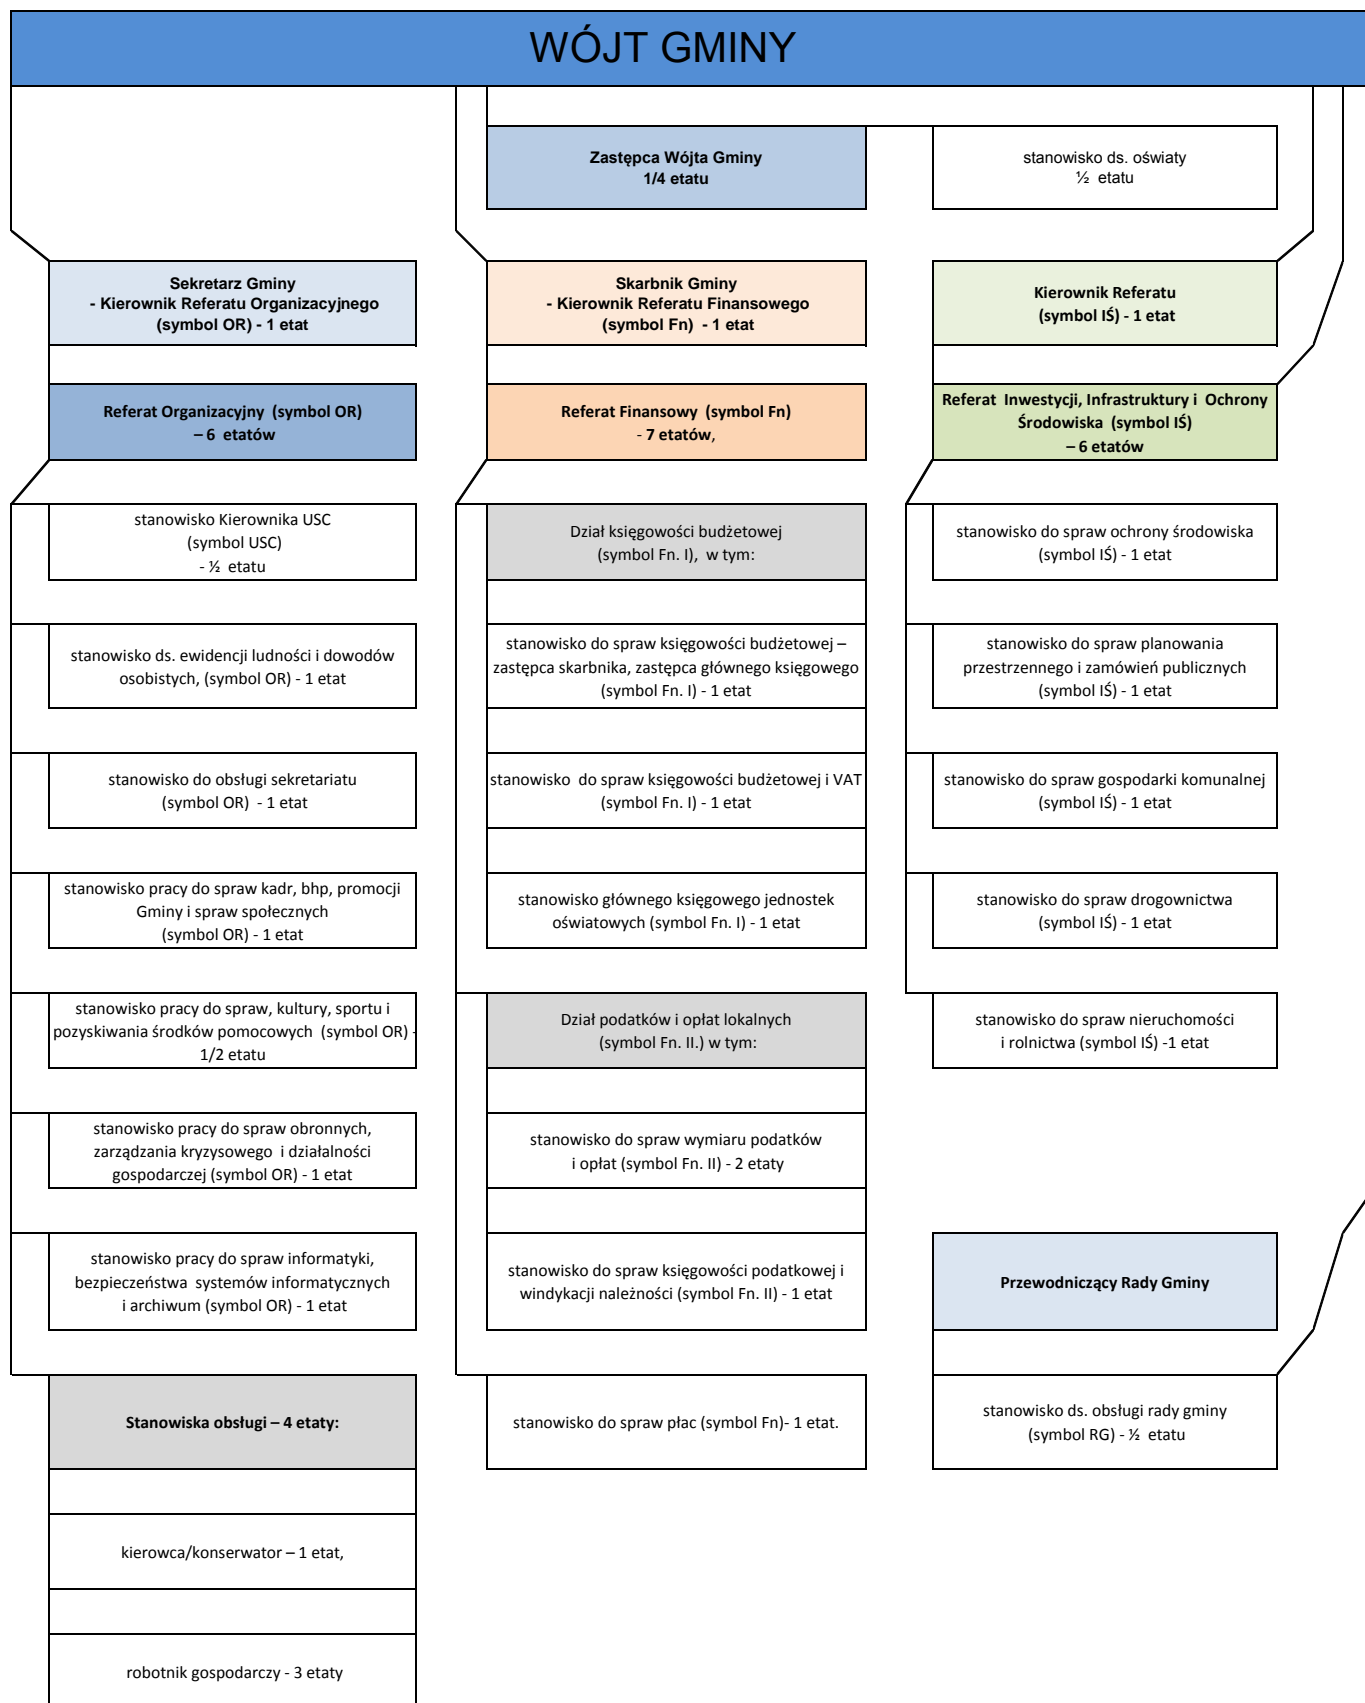 WÓJT GMINY
Zastępca Wójta Gminy
1/4 etatu
stanowisko ds. oświaty
½ etatu
Sekretarz Gminy
- Kierownik Referatu Organizacyjnego
(symbol OR) - 1 etat
Skarbnik Gminy
- Kierownik Referatu Finansowego
(symbol Fn) - 1 etat
Kierownik Referatu
(symbol IŚ) - 1 etat
Referat Organizacyjny (symbol OR)
– 6 etatów
Referat Finansowy (symbol Fn)
- 7 etatów,
Referat Inwestycji, Infrastruktury i Ochrony
Środowiska (symbol IŚ)
– 6 etatów
stanowisko Kierownika USC
(symbol USC)
- ½ etatu
Dział księgowości budżetowej
(symbol Fn. I), w tym:
stanowisko do spraw ochrony środowiska
(symbol IŚ) - 1 etat
stanowisko ds. ewidencji ludności i dowodów
osobistych, (symbol OR) - 1 etat
stanowisko do spraw księgowości budżetowej –
zastępca skarbnika, zastępca głównego księgowego
(symbol Fn. I) - 1 etat
stanowisko do spraw planowania
przestrzennego i zamówień publicznych
(symbol IŚ) - 1 etat
stanowisko do obsługi sekretariatu
(symbol OR) - 1 etat
stanowisko do spraw księgowości budżetowej i VAT
(symbol Fn. I) - 1 etat
stanowisko do spraw gospodarki komunalnej
(symbol IŚ) - 1 etat
stanowisko pracy do spraw kadr, bhp, promocji
Gminy i spraw społecznych
(symbol OR) - 1 etat
stanowisko głównego księgowego jednostek
oświatowych (symbol Fn. I) - 1 etat
stanowisko do spraw drogownictwa
(symbol IŚ) - 1 etat
stanowisko pracy do spraw, kultury, sportu i
pozyskiwania środków pomocowych (symbol OR) -
1/2 etatu
Dział podatków i opłat lokalnych
(symbol Fn. II.) w tym:
stanowisko do spraw nieruchomości
i rolnictwa (symbol IŚ) -1 etat
stanowisko pracy do spraw obronnych,
zarządzania kryzysowego i działalności
gospodarczej (symbol OR) - 1 etat
stanowisko do spraw wymiaru podatków
i opłat (symbol Fn. II) - 2 etaty
stanowisko pracy do spraw informatyki,
bezpieczeństwa systemów informatycznych
i archiwum (symbol OR) - 1 etat
stanowisko do spraw księgowości podatkowej i
windykacji należności (symbol Fn. II) - 1 etat
Przewodniczący Rady Gminy
Stanowiska obsługi – 4 etaty:
stanowisko do spraw płac (symbol Fn)- 1 etat.
stanowisko ds. obsługi rady gminy
(symbol RG) - ½ etatu
kierowca/konserwator – 1 etat,
robotnik gospodarczy - 3 etaty